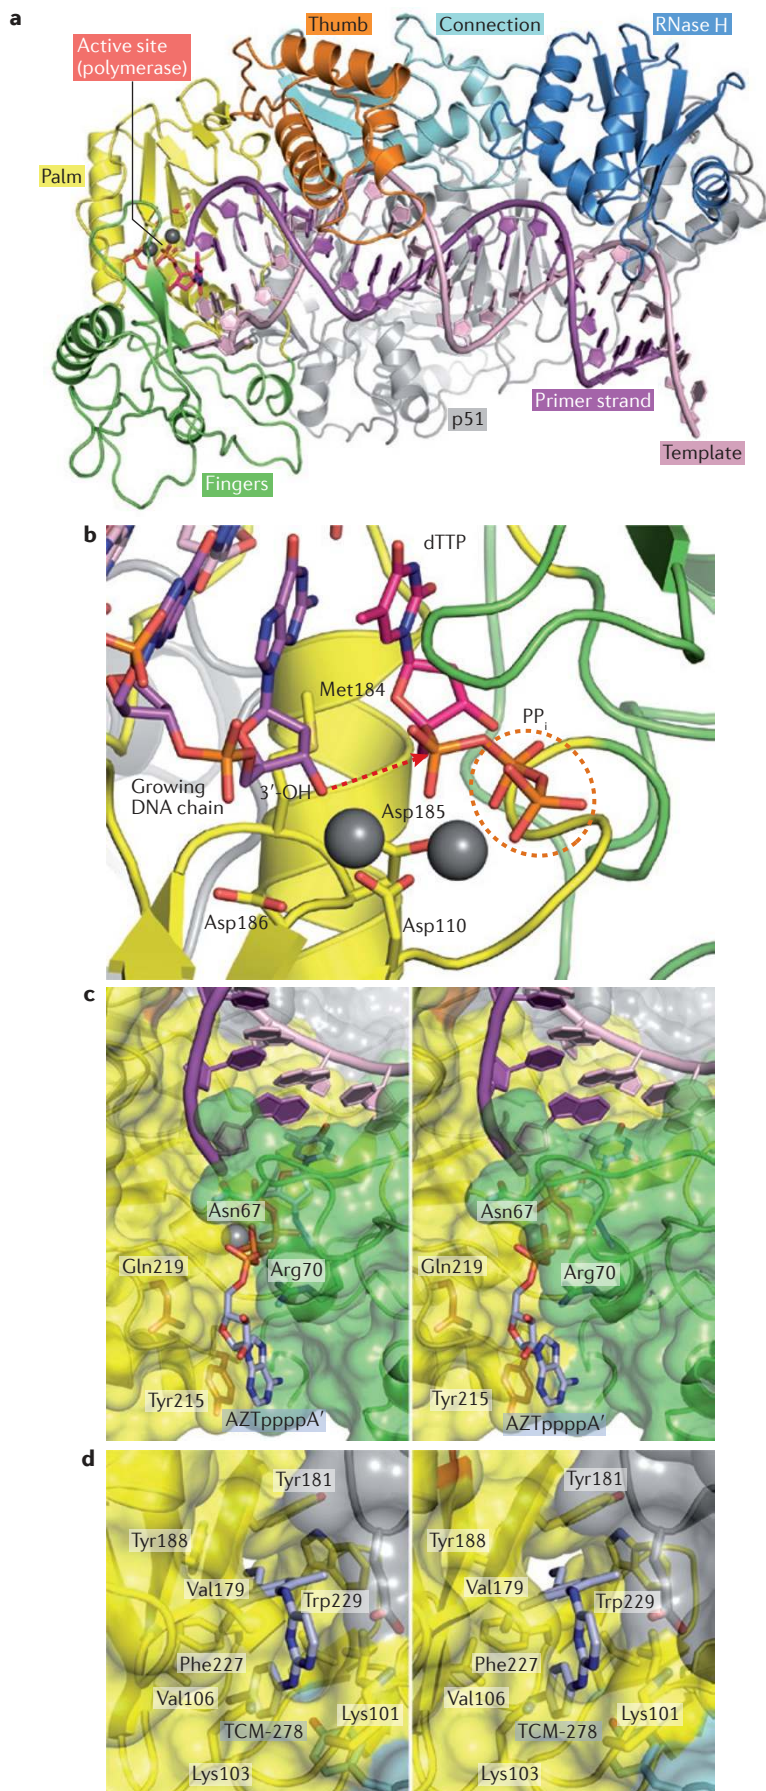 a
Thumb
Connection
RNase H
Active site
(polymerase)
Palm
Primer strand
p51
Template
Fingers
b
dTTP
Met184
PPi
Growing
DNA chain
3′-OH
Asp185
Asp186
Asp110
c
Asn67
Asn67
Gln219
Arg70
Gln219
Arg70
Tyr215
AZTppppA′
Tyr215
AZTppppA′
d
Tyr181
Tyr181
Tyr188
Tyr188
Val179
Trp229
Val179
Trp229
Phe227
Phe227
Val106
Lys101
Val106
Lys101
TCM-278
TCM-278
Lys103
Lys103